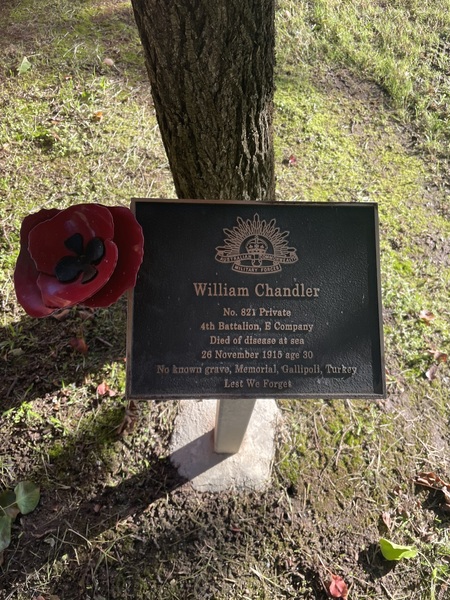 AUSTRALIAN COMMONWEALTH
MILITARY FORCES
William Chandler
No. 821 Private
4th Battalion, E Company
Died of disease at sea
26 November 1915 age 30
No known grave, Memorial, Gallipoli, Turkey
Lest We Forget